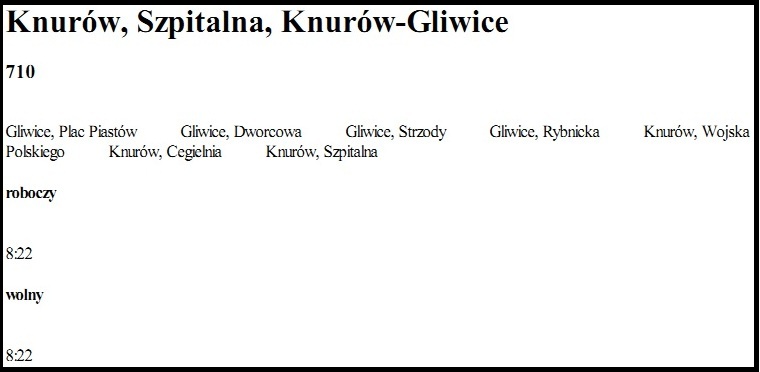 Knurów, Szpitalna, Knurów-Gliwice
710
Gliwice, Plac Piastów Gliwice, Dworcowa Gliwice, Strzody Gliwice, Rybnicka Knurów, Wojska
Polskiego Knurów, Cegielnia Knurów, Szpitalna
roboczy
8:22
wolny
8:22